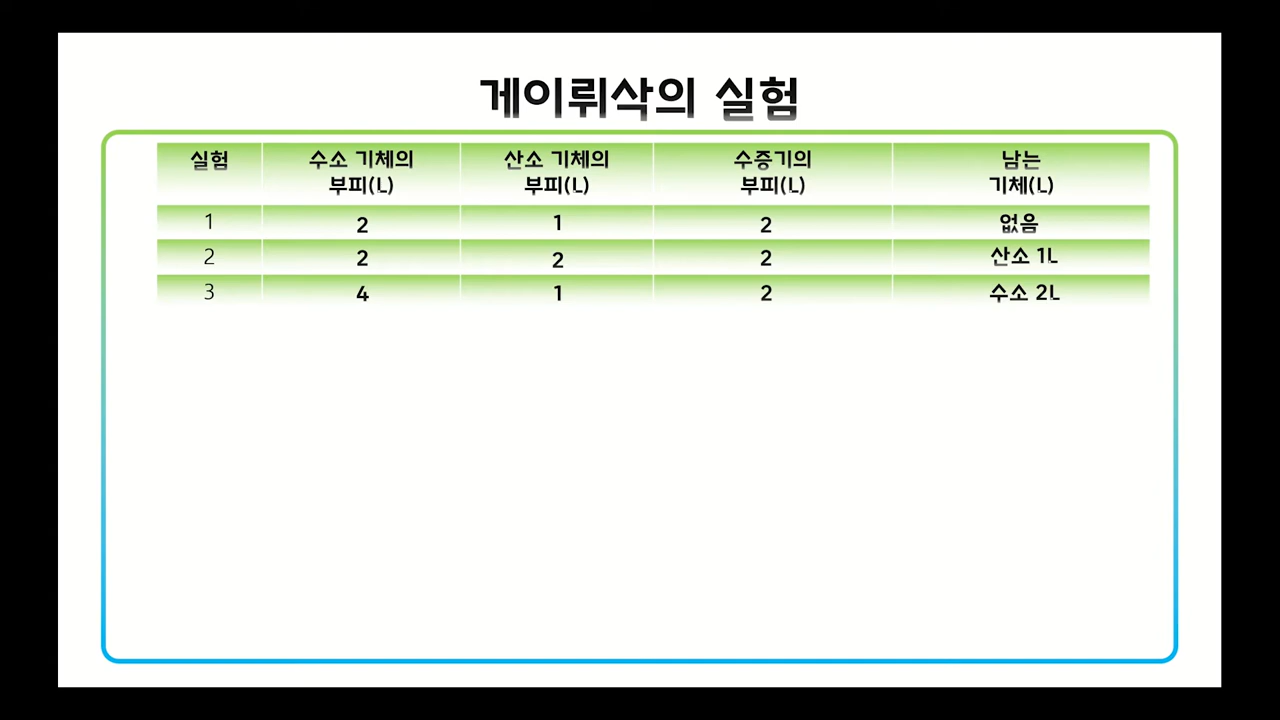 게이뤼삭의 실험
실험 수소 기체의 부피(L) 산소 기체의 부피(L) 수증기의 부피(L) 남는 기체(L)
1 2 1 2 없음
2 2 2 2 산소 1L
3 4 1 2 수소 2L